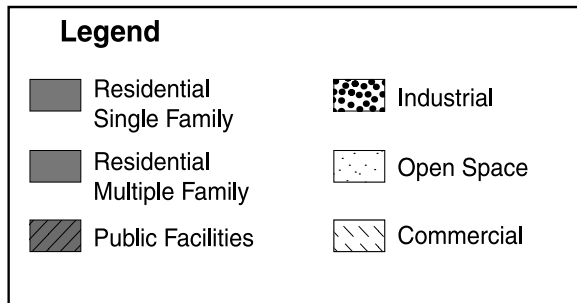 Legend
Residential
Single Family
Residential
Multiple Family
Public Facilities
Industrial
Open Space
Commercial